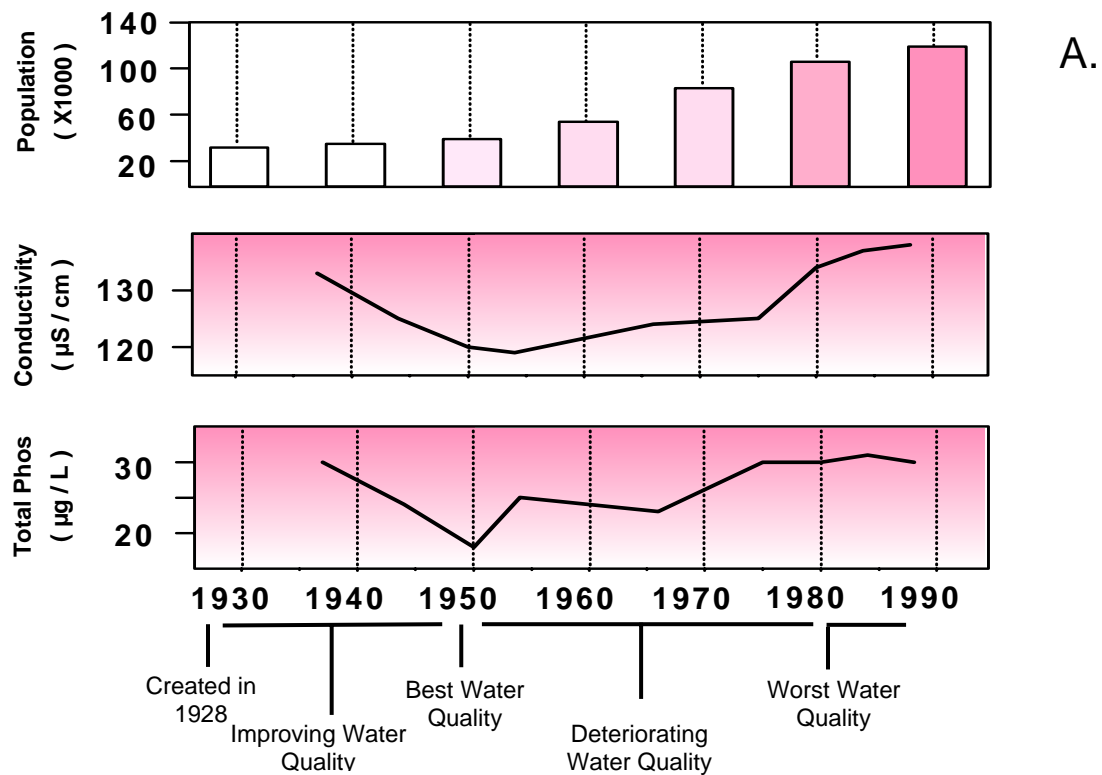 A.
Population
( X1000 )
140
100
60
20
Conductivity
( µS / cm )
130
120
Total Phos
( µg / L )
30
20
1930 1940 1950 1960 1970 1980 1990
Created in
1928
Improving Water
Quality
Best Water
Quality
Deteriorating
Water Quality
Worst Water
Quality